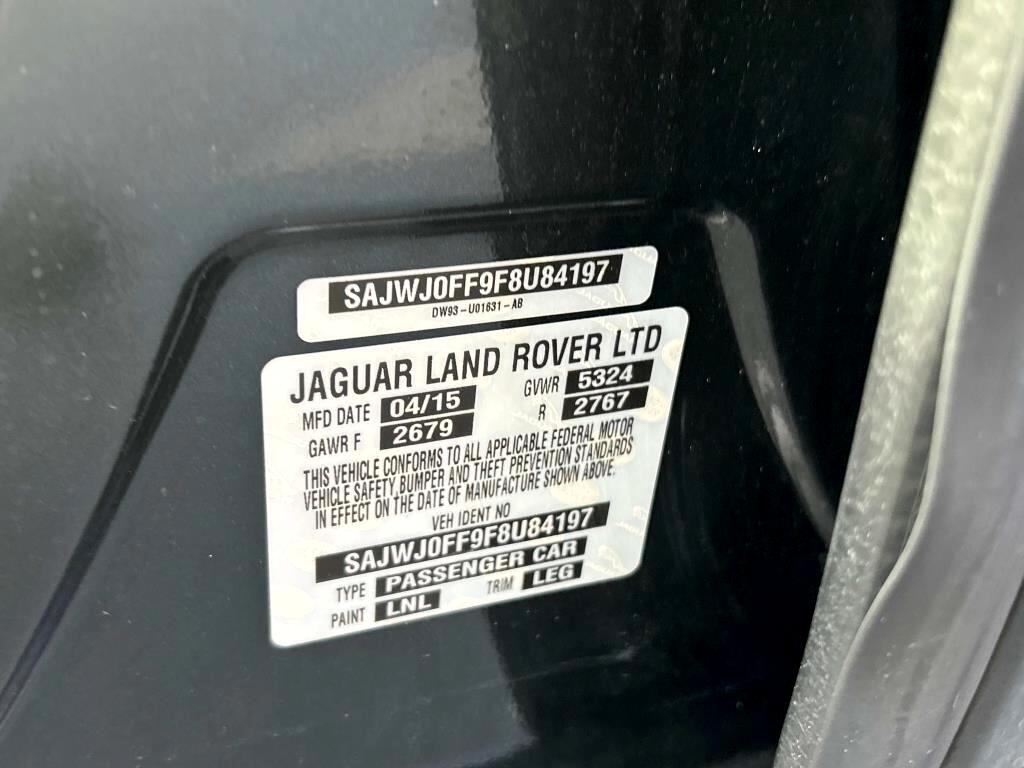 SAJWJ0FF9F8U84197
DW93-U01631-AB
JAGUAR LAND ROVER LTD
MFD DATE 04/15 GVWR 5324
GAWR F 2679 R 2767
THIS VEHICLE CONFORMS TO ALL APPLICABLE FEDERAL MOTOR
VEHICLE SAFETY BUMPER AND THEFT PREVENTION STANDARDS
IN EFFECT ON THE DATE OF MANUFACTURE SHOWN ABOVE.
VEH IDENT NO
SAJWJ0FF9F8U84197
TYPE PASSENGER CAR
PAINT LNL TRIM LEG